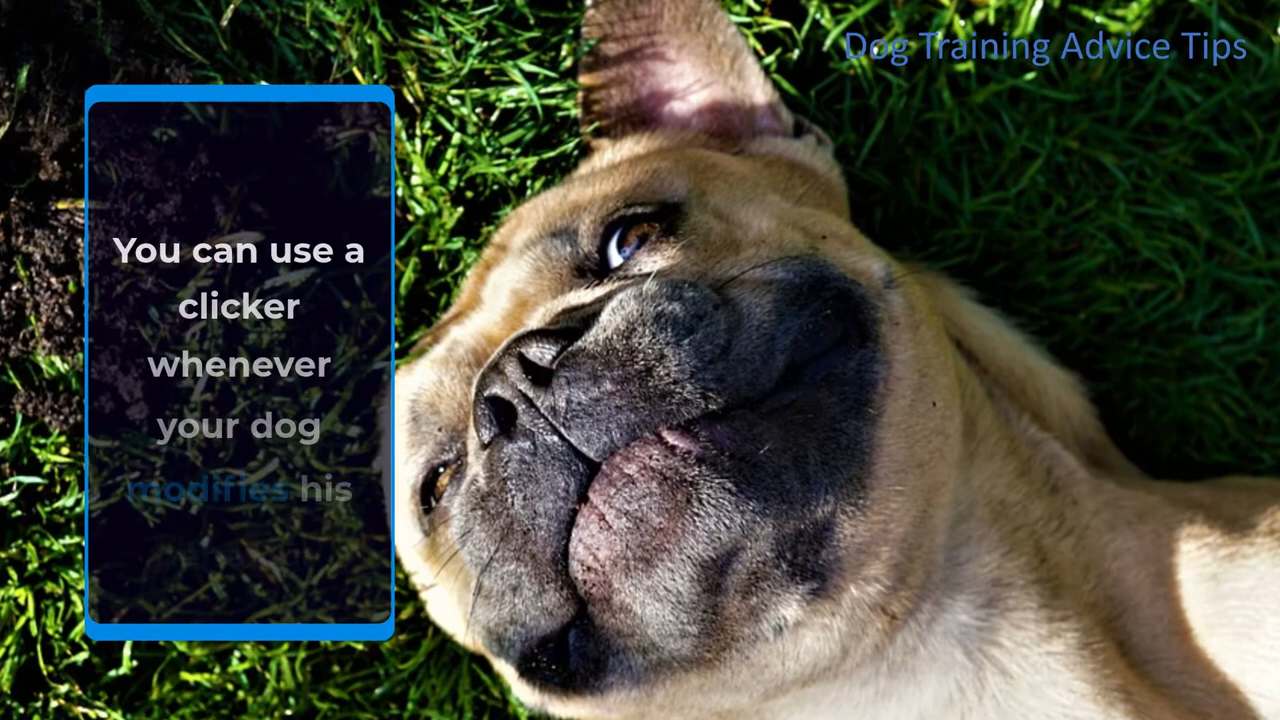 Dog Training Advice Tips
You can use a
clicker
whenever
your dog
modifies his